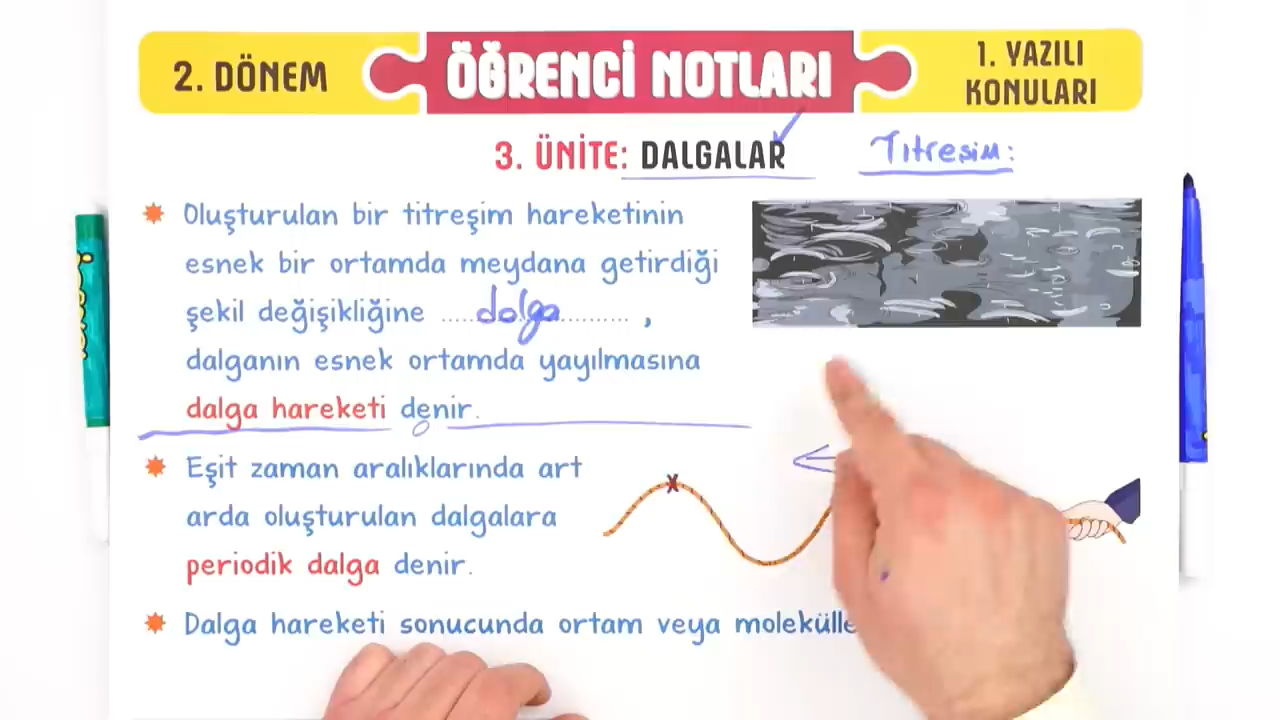 2. DÖNEM
ÖĞRENCİ NOTLARI
1. YAZILI
KONULARI
3. ÜNİTE: DALGALAR
Titreşim:
Oluşturulan bir titreşim hareketinin
esnek bir ortamda meydana getirdiği
şekil değişikliğine ........dalga............ ,
dalganın esnek ortamda yayılmasına
dalga hareketi denir.
Eşit zaman aralıklarında art
arda oluşturulan dalgalara
periodik dalga denir.
x
Dalga hareketi sonucunda ortam veya